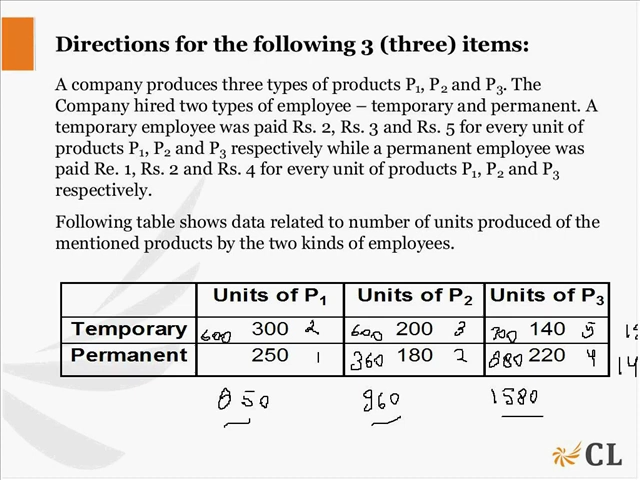 Directions for the following 3 (three) items:
A company produces three types of products P₁, P₂ and P₃. The
Company hired two types of employee – temporary and permanent. A
temporary employee was paid Rs. 2, Rs. 3 and Rs. 5 for every unit of
products P₁, P₂ and P₃ respectively while a permanent employee was
paid Re. 1, Rs. 2 and Rs. 4 for every unit of products P₁, P₂ and P₃
respectively.
Following table shows data related to number of units produced of the
mentioned products by the two kinds of employees.
Units of P₁ Units of P₂ Units of P₃
Temporary 600 300 2 600 200 3 700 140 5
Permanent 250 1 360 180 2 880 220 4 14
850 960 1580
CL